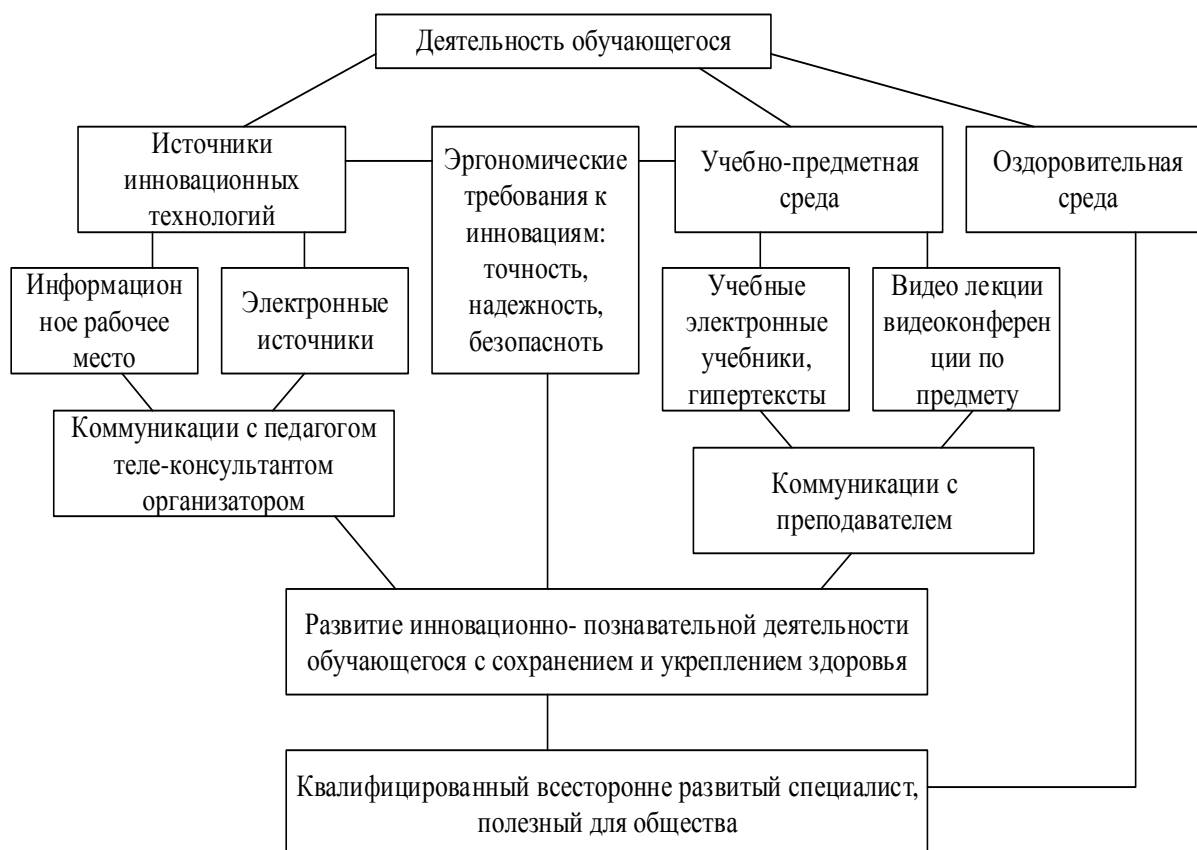 Деятельность обучающегося
Источники
инновационных
технологий
Эргономические
требования к
инновациям:
точность,
надежность,
безопасноть
Учебно-предметная
среда
Оздоровительная
среда
Информацион
ное рабочее
место
Электронные
источники
Учебные
электронные
учебники,
гипертексты
Видео лекции
видеоконферен
ции по
предмету
Коммуникации с педагогом
теле-консультантом
организатором
Коммуникации с
преподавателем
Развитие инновационно- познавательной деятельности
обучающегося с сохранением и укреплением здоровья
Квалифицированный всесторонне развитый специалист,
полезный для общества